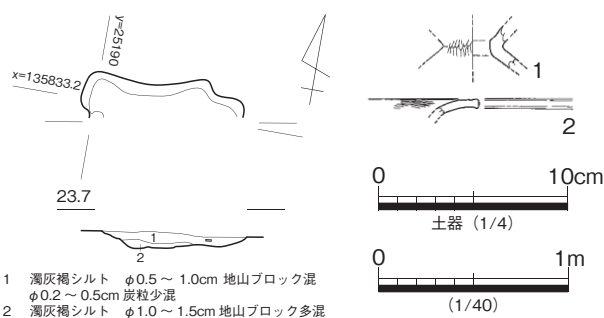 y=25190
x=135833.2
23.7
1
2
1　濁灰褐シルト　φ0.5～1.0cm 地山ブロック混
φ0.2～0.5cm 炭粒少混
2　濁灰褐シルト　φ1.0～1.5cm 地山ブロック多混
1
2
0 10cm
土器（1/4）
0 1m
（1/40）